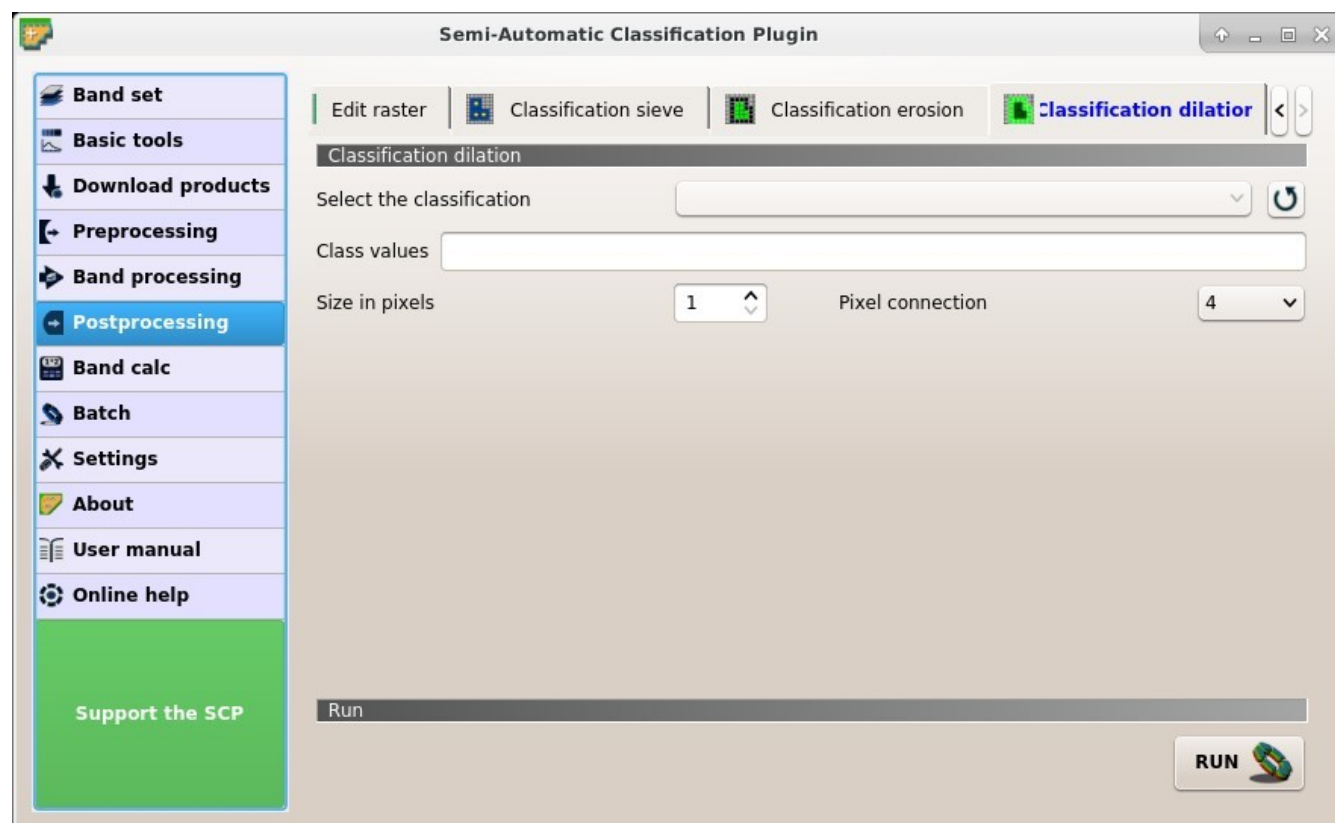 Semi-Automatic Classification Plugin
Band set
Basic tools
Download products
Preprocessing
Band processing
Postprocessing
Band calc
Batch
Settings
About
User manual
Online help
Support the SCP
Edit raster
Classification sieve
Classification erosion
Classification dilation
Classification dilation
Select the classification
Class values
Size in pixels 1 Pixel connection 4
Run
RUN